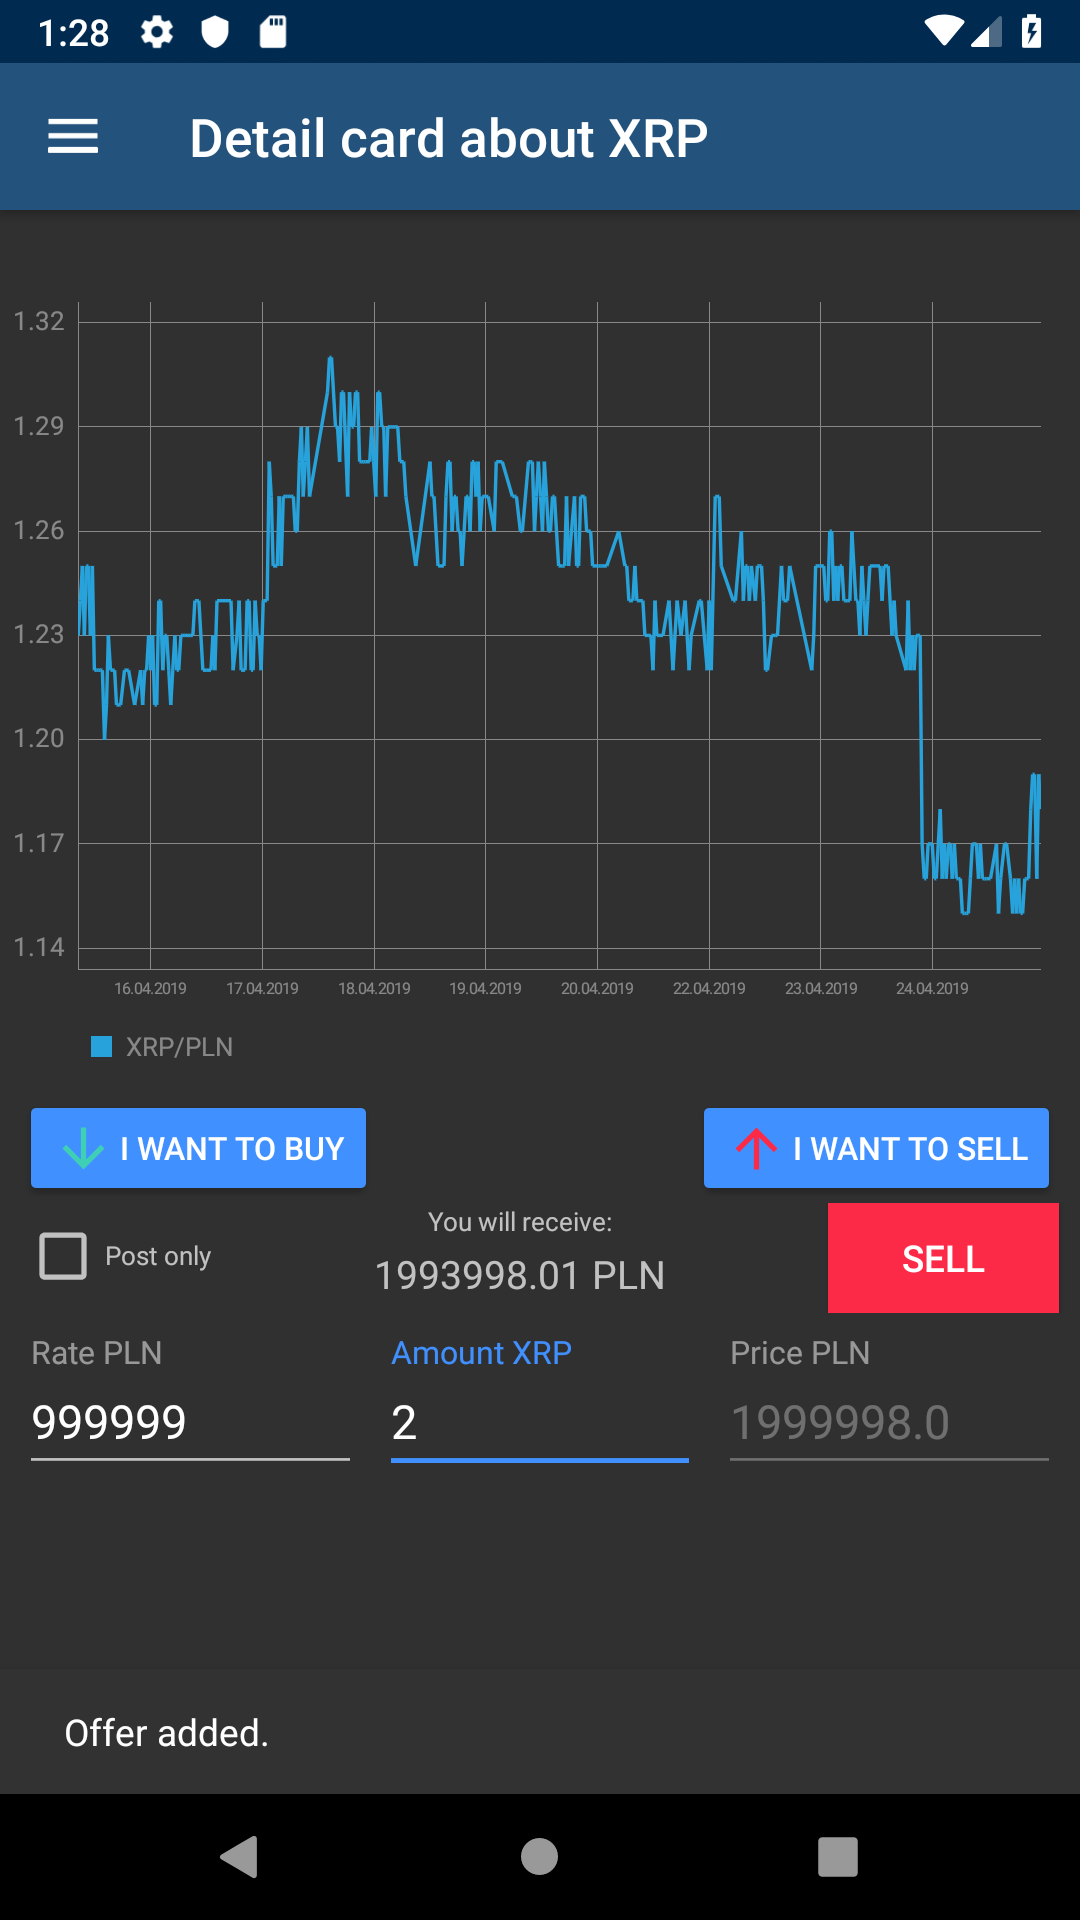 1:28
Detail card about XRP
1.32
1.29
1.26
1.23
1.20
1.17
1.14
16.04.2019 17.04.2019 18.04.2019 19.04.2019 20.04.2019 22.04.2019 23.04.2019 24.04.2019
XRP/PLN
I WANT TO BUY I WANT TO SELL
Post only
You will receive:
1993998.01 PLN
SELL
Rate PLN Amount XRP Price PLN
999999 2 1999998.0
Offer added.